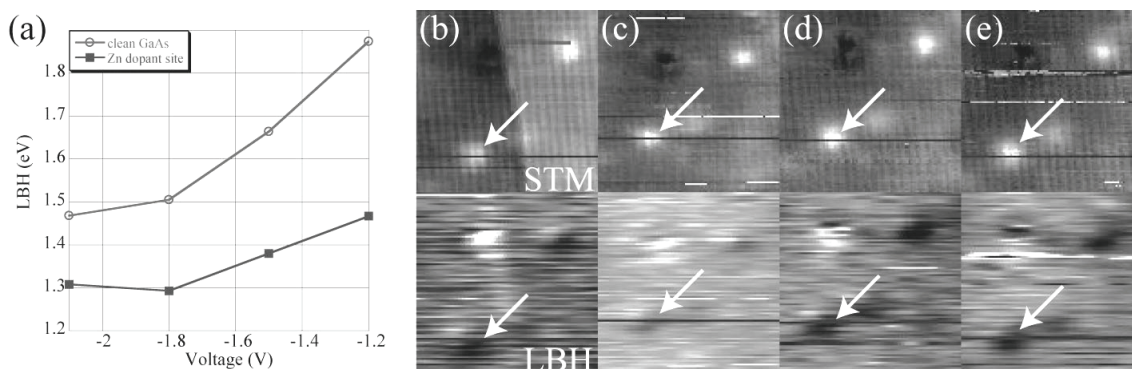 (a)
clean GaAs
Zn dopant site
1.8
1.7
1.6
1.5
1.4
1.3
1.2
LBH (eV)
-2 -1.8 -1.6 -1.4 -1.2
Voltage (V)
(b) (c) (d) (e)
STM
LBH